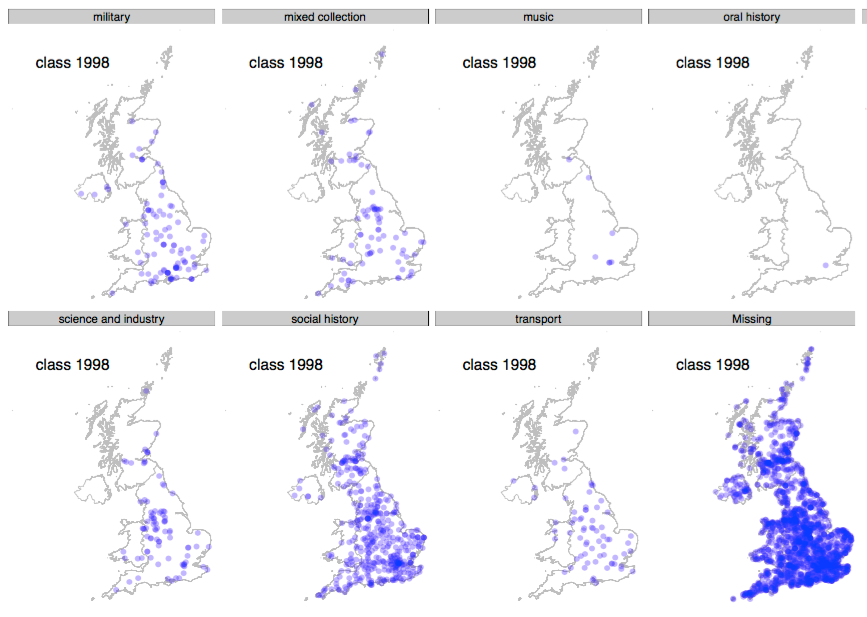 military
mixed collection
music
oral history
class 1998
class 1998
class 1998
class 1998
science and industry
social history
transport
Missing
class 1998
class 1998
class 1998
class 1998